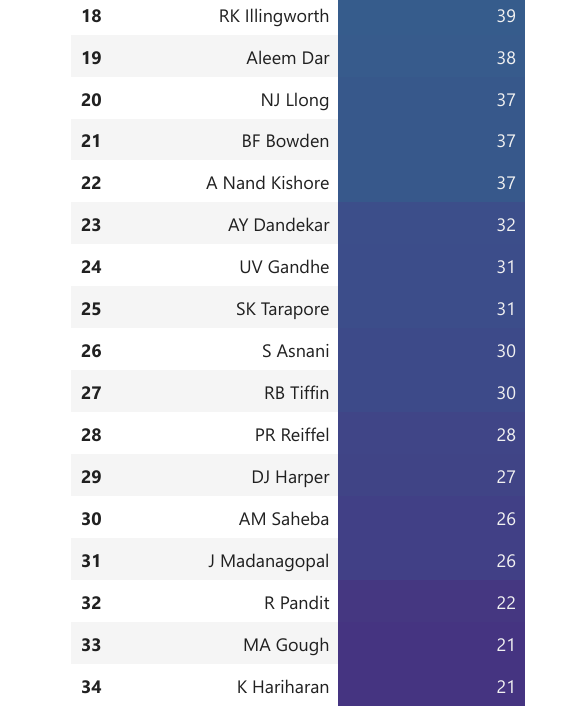 18 RK Illingworth 39
19 Aleem Dar 38
20 NJ Llong 37
21 BF Bowden 37
22 A Nand Kishore 37
23 AY Dandekar 32
24 UV Gandhe 31
25 SK Tarapore 31
26 S Asnani 30
27 RB Tiffin 30
28 PR Reiffel 28
29 DJ Harper 27
30 AM Saheba 26
31 J Madanagopal 26
32 R Pandit 22
33 MA Gough 21
34 K Hariharan 21